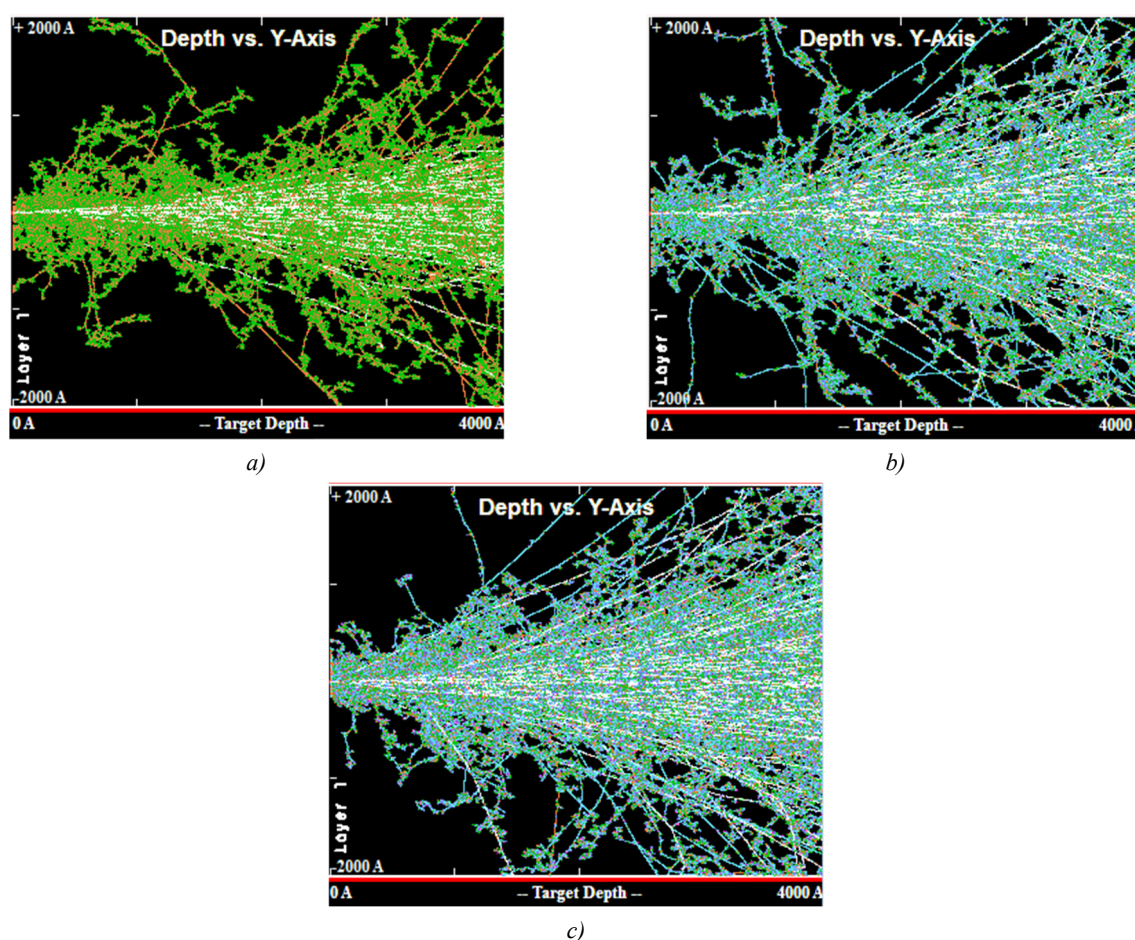 + 2000 A
Depth vs. Y-Axis
Layer 1
-2000 A
0 A
-- Target Depth --
4000 A
a)
+ 2000 A
Depth vs. Y-Axis
Layer 1
-2000 A
0 A
-- Target Depth --
4000 A
b)
+ 2000 A
Depth vs. Y-Axis
Layer 1
-2000 A
0 A
-- Target Depth --
4000 A
c)